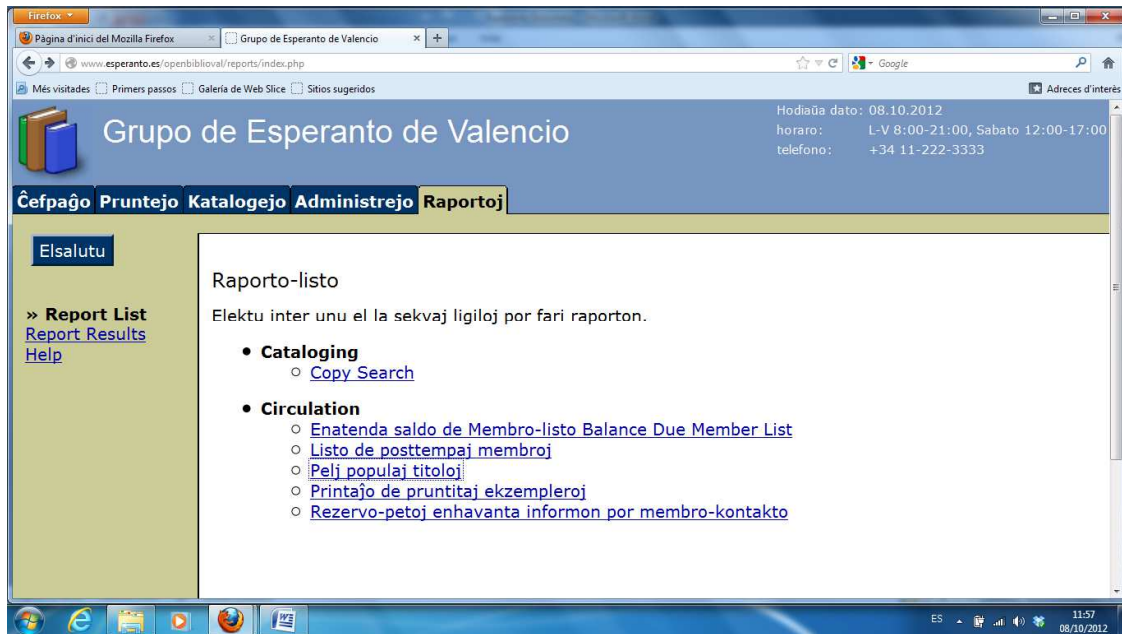 Firefox
Pàgina d'inici del Mozilla Firefox
Grupo de Esperanto de Valencio
www.esperanto.es/openbiblioval/reports/index.php
Google
Més visitades Primers passos Galería de Web Slice Sitios sugeridos Adreces d'interès
Grupo de Esperanto de Valencio
Hodiaŭa dato: 08.10.2012
horaro: L-V 8:00-21:00, Sabato 12:00-17:00
telefono: +34 11-222-3333
Ĉefpaĝo Pruntejo Katalogejo Administrejo Raportoj
Elsalutu
» Report List
Report Results
Help
Raporto-listo
Elektu inter unu el la sekvaj ligiloj por fari raporton.
• Cataloging
○ Copy Search
• Circulation
○ Enatenda saldo de Membro-listo Balance Due Member List
○ Listo de posttempaj membroj
○ Pelj populaj titoloj
○ Printaĵo de pruntitaj ekzempleroj
○ Rezervo-petoj enhavanta informon por membro-kontakto
ES
11:57
08/10/2012